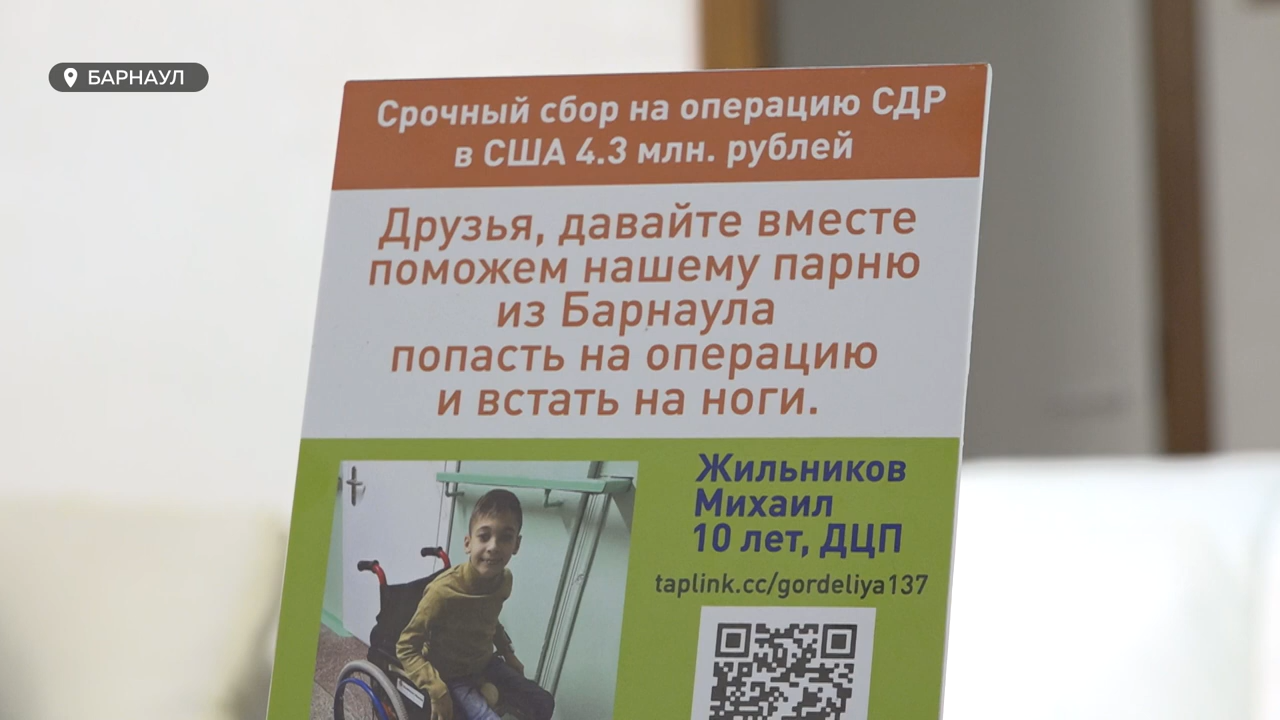 БАРНАУЛ
Срочный сбор на операцию СДР
в США 4.3 млн. рублей
Друзья, давайте вместе
поможем нашему парню
из Барнаула
попасть на операцию
и встать на ноги.
Жильников
Михаил
10 лет, ДЦП
taplink.cc/gordeliya137